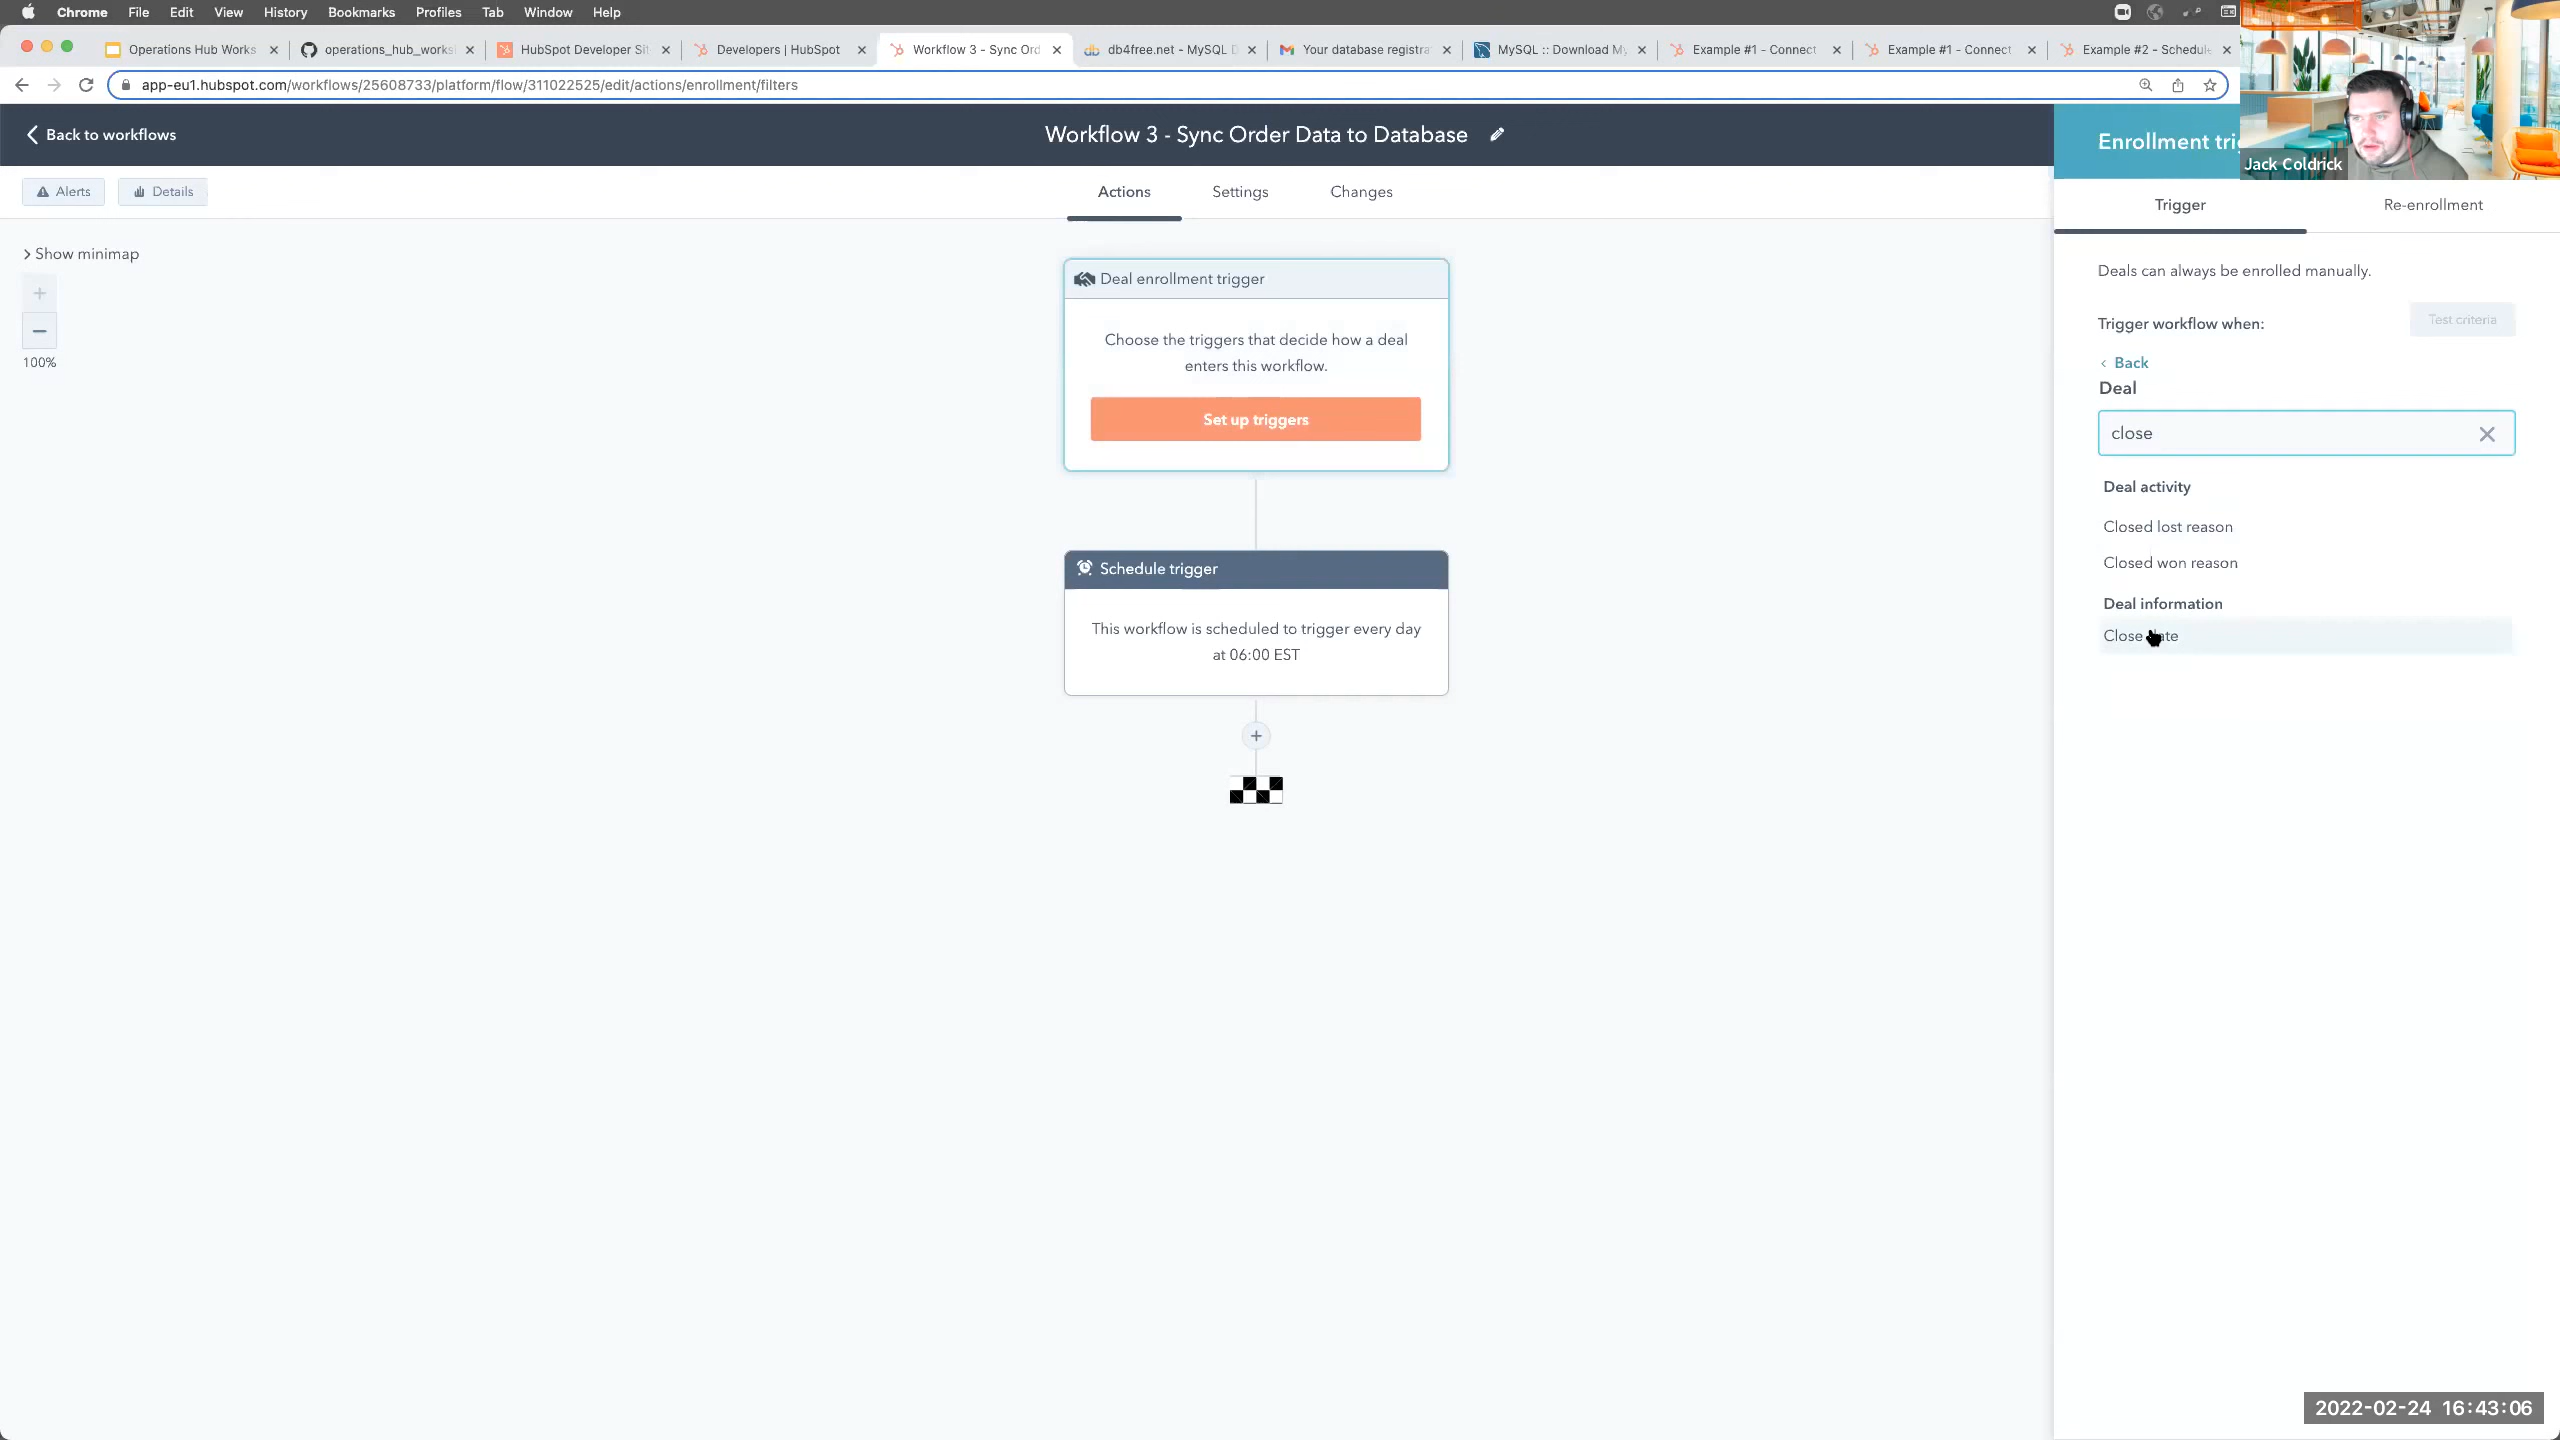 Chrome File Edit View History Bookmarks Profiles Tab Window Help
Operations Hub Works
operations_hub_works
HubSpot Developer Sit
Developers | HubSpot
Workflow 3 - Sync Ord
db4free.net - MySQL D
Your database registra
MySQL :: Download My
Example #1 - Connect
Example #1 - Connect
Example #2 - Schedule
app-eu1.hubspot.com/workflows/25608733/platform/flow/311022525/edit/actions/enrollment/filters
Back to workflows
Workflow 3 - Sync Order Data to Database
Enrollment tri
Jack Coldrick
Alerts
Details
Actions
Settings
Changes
Trigger
Re-enrollment
Show minimap
+
−
100%
Deal enrollment trigger
Choose the triggers that decide how a deal
enters this workflow.
Set up triggers
Schedule trigger
This workflow is scheduled to trigger every day
at 06:00 EST
+
Deals can always be enrolled manually.
Trigger workflow when:
Test criteria
Back
Deal
close
Deal activity
Closed lost reason
Closed won reason
Deal information
Close date
2022-02-24 16:43:06